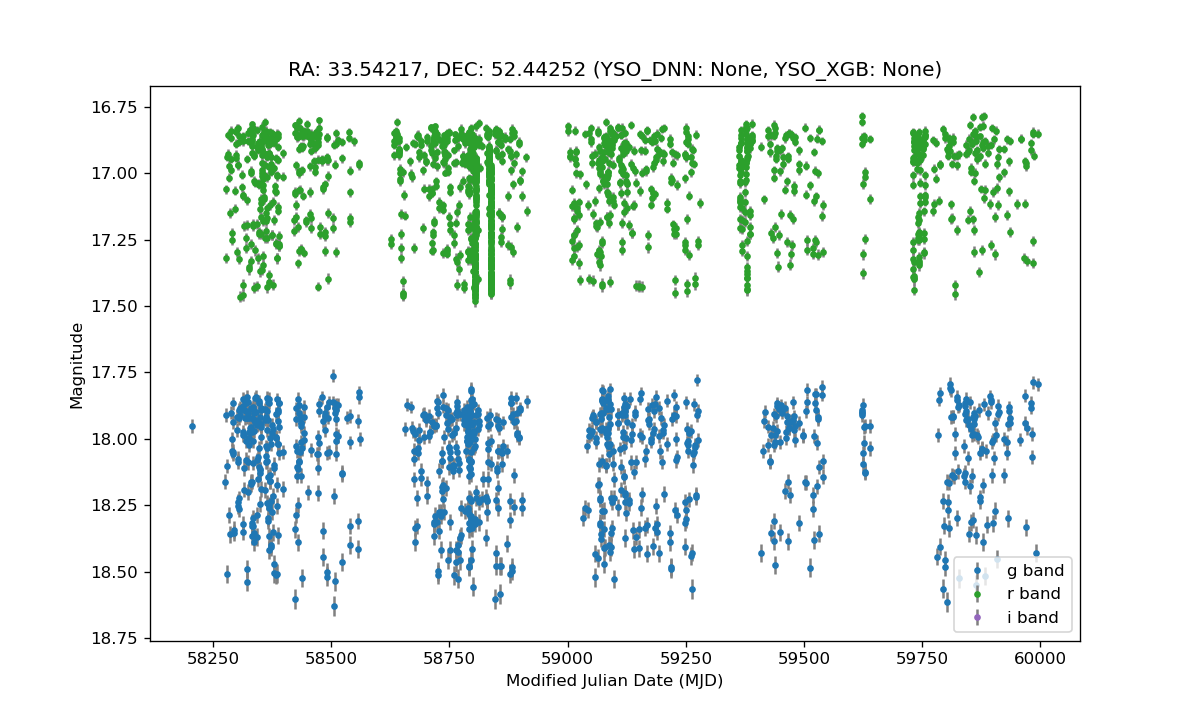 RA: 33.54217, DEC: 52.44252 (YSO_DNN: None, YSO_XGB: None)
16.75
17.00
17.25
17.50
17.75
18.00
18.25
18.50
18.75
Magnitude
g band
r band
i band
58250
58500
58750
59000
59250
59500
59750
60000
Modified Julian Date (MJD)